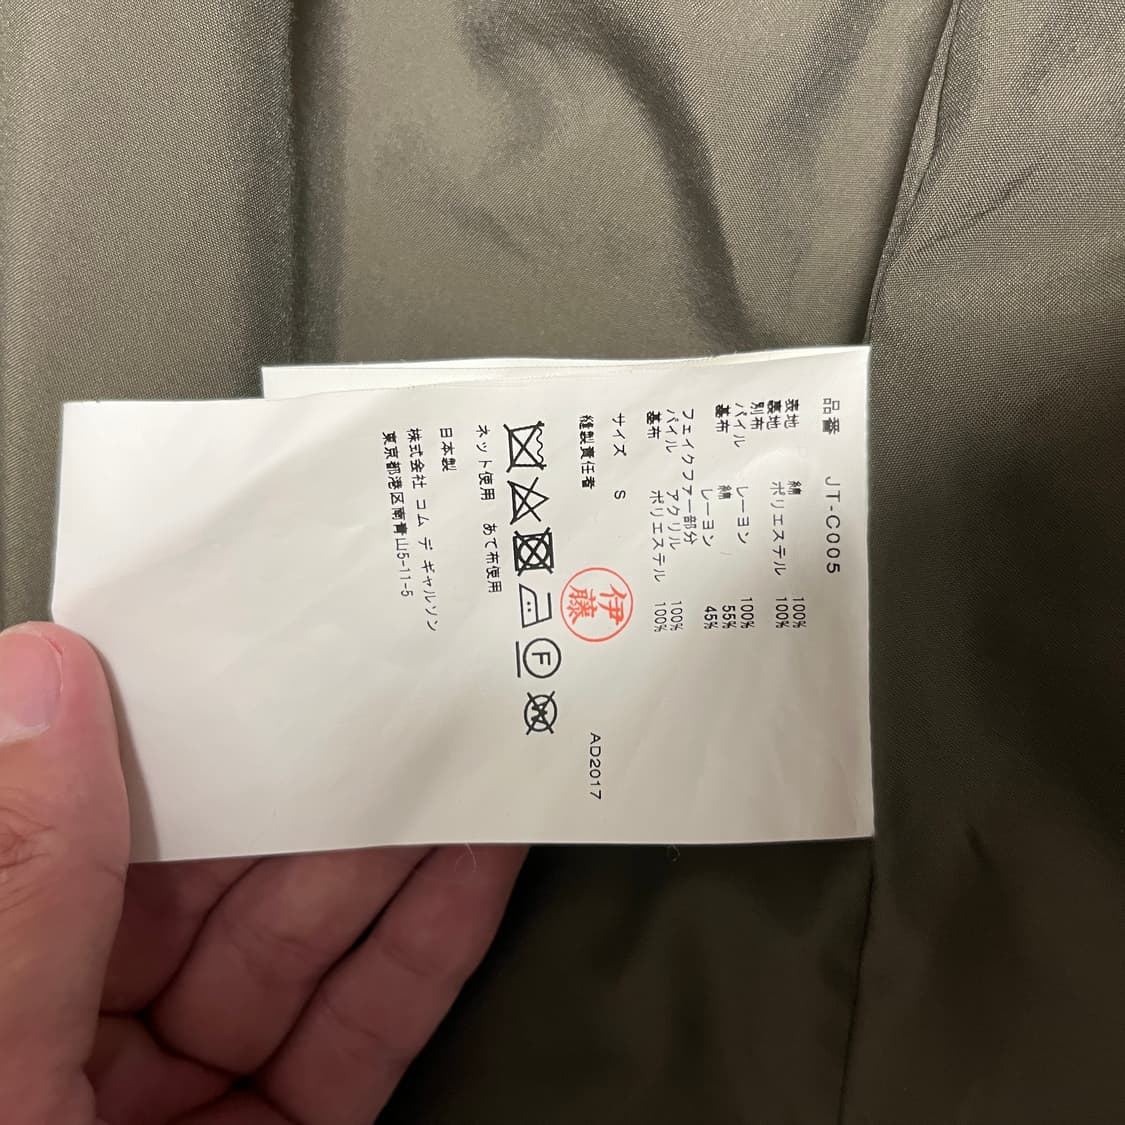 品番 JT-C005
表地 綿 100%
裏地 ポリエステル 100%
別布
パイル レーヨン 100%
基布 綿 55%
レーヨン 45%
フェイクファー部分
パイル アクリル 100%
基布 ポリエステル 100%
サイズ S
縫製責任者 伊藤 AD2017
F
W
ネット使用 あて布使用
日本製
株式会社 コム デ ギャルソン
東京都港区南青山5-11-5